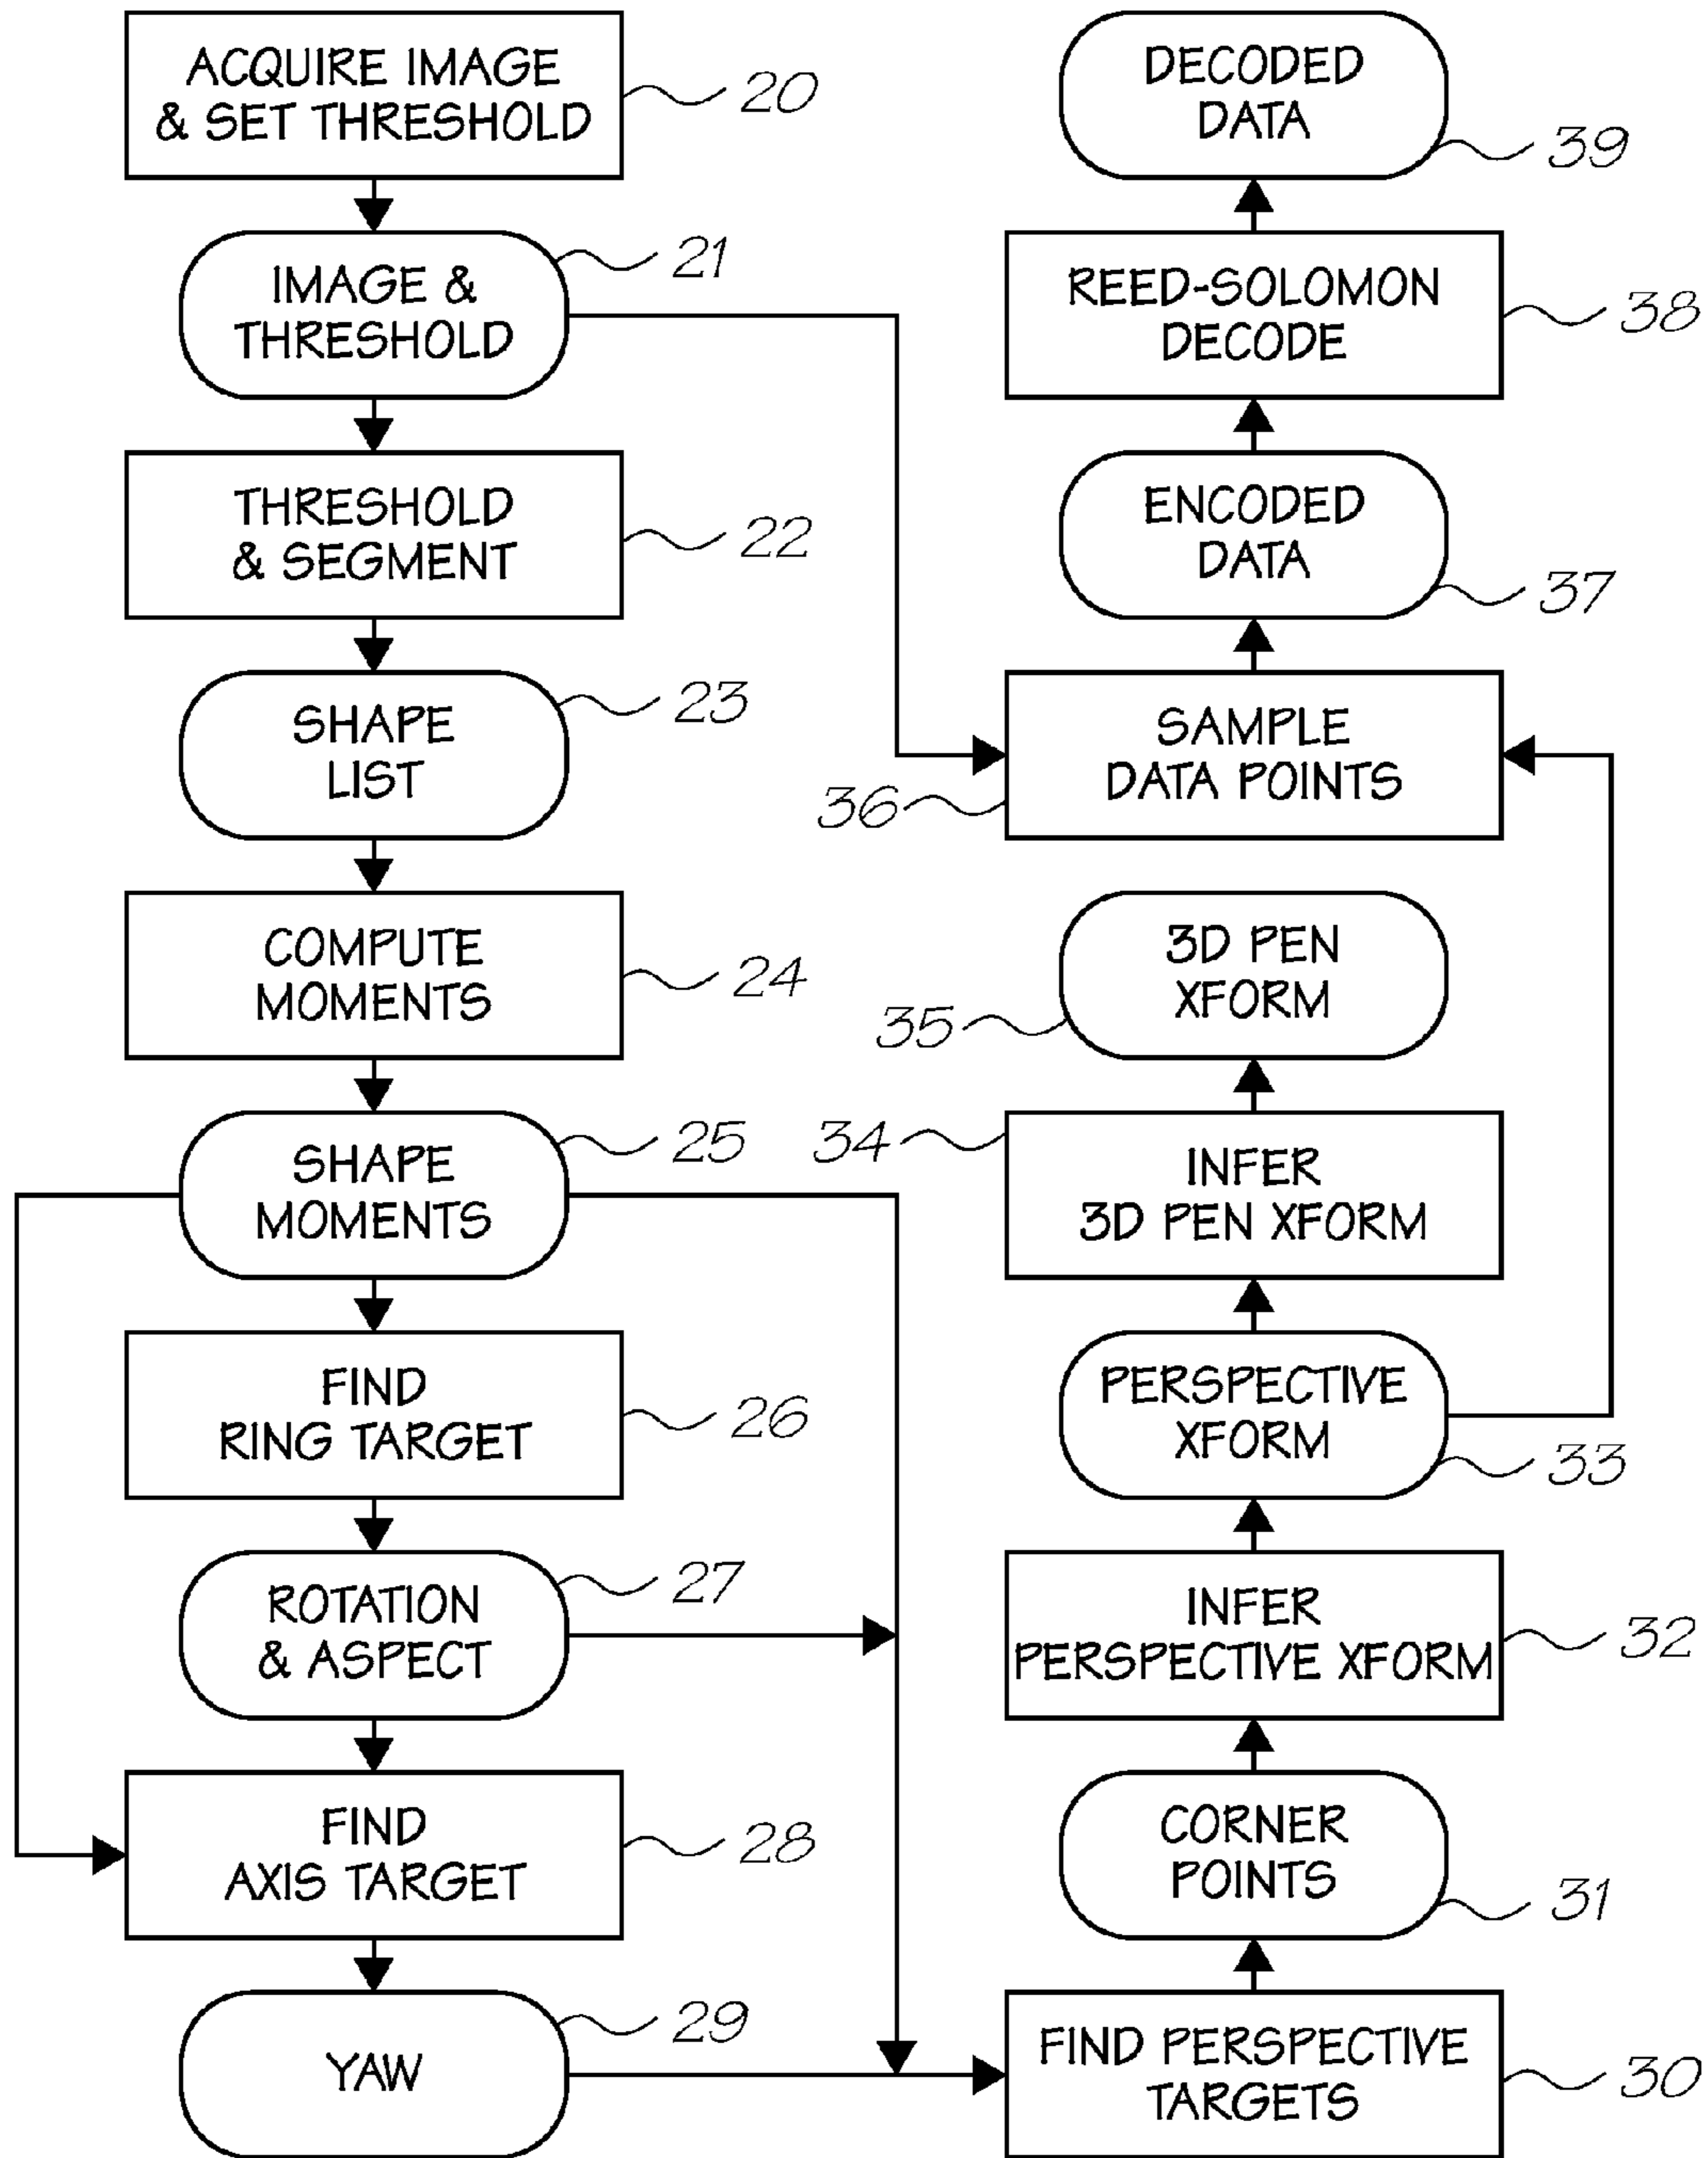 ACQUIRE IMAGE
& SET THRESHOLD
20
IMAGE &
THRESHOLD
21
THRESHOLD
& SEGMENT
22
SHAPE
LIST
23
COMPUTE
MOMENTS
24
SHAPE
MOMENTS
25
FIND
RING TARGET
26
ROTATION
& ASPECT
27
FIND
AXIS TARGET
28
YAW
29
DECODED
DATA
39
REED-SOLOMON
DECODE
38
ENCODED
DATA
37
SAMPLE
DATA POINTS
36
3D PEN
XFORM
35
INFER
3D PEN XFORM
34
PERSPECTIVE
XFORM
33
INFER
PERSPECTIVE XFORM
32
CORNER
POINTS
31
FIND PERSPECTIVE
TARGETS
30